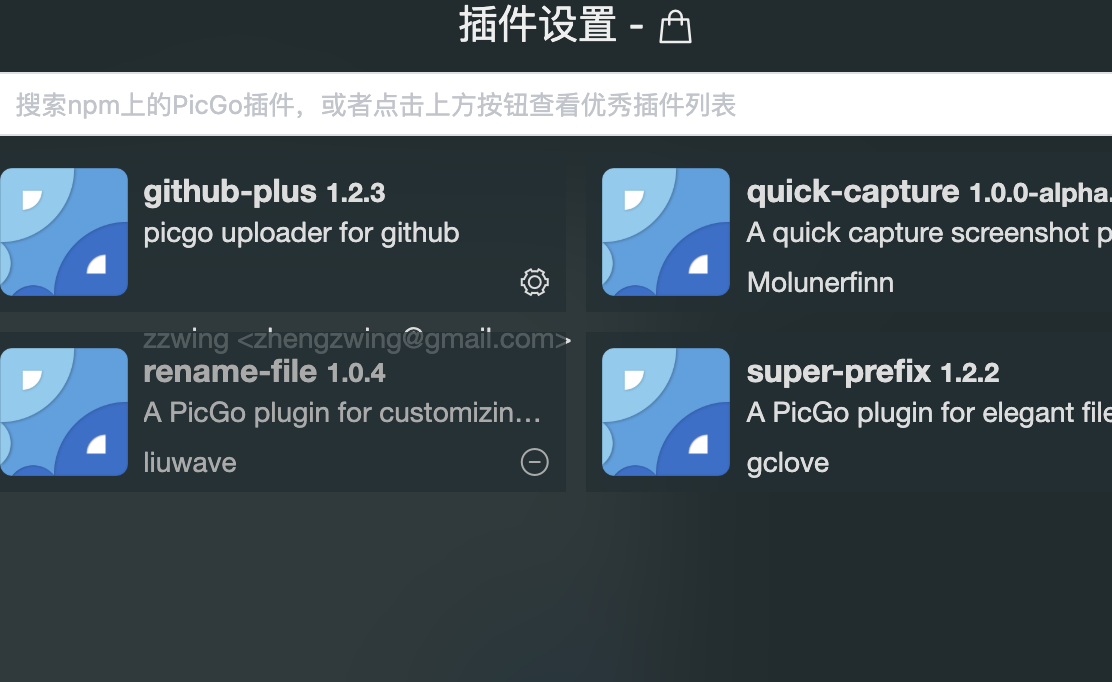 插件设置 -
搜索npm上的PicGo插件，或者点击上方按钮查看优秀插件列表
github-plus 1.2.3
picgo uploader for github
zzwing <zhengzwing@gmail.com>
quick-capture 1.0.0-alpha.
A quick capture screenshot p
Molunerfinn
rename-file 1.0.4
A PicGo plugin for customizin...
liuwave
super-prefix 1.2.2
A PicGo plugin for elegant file
gclove